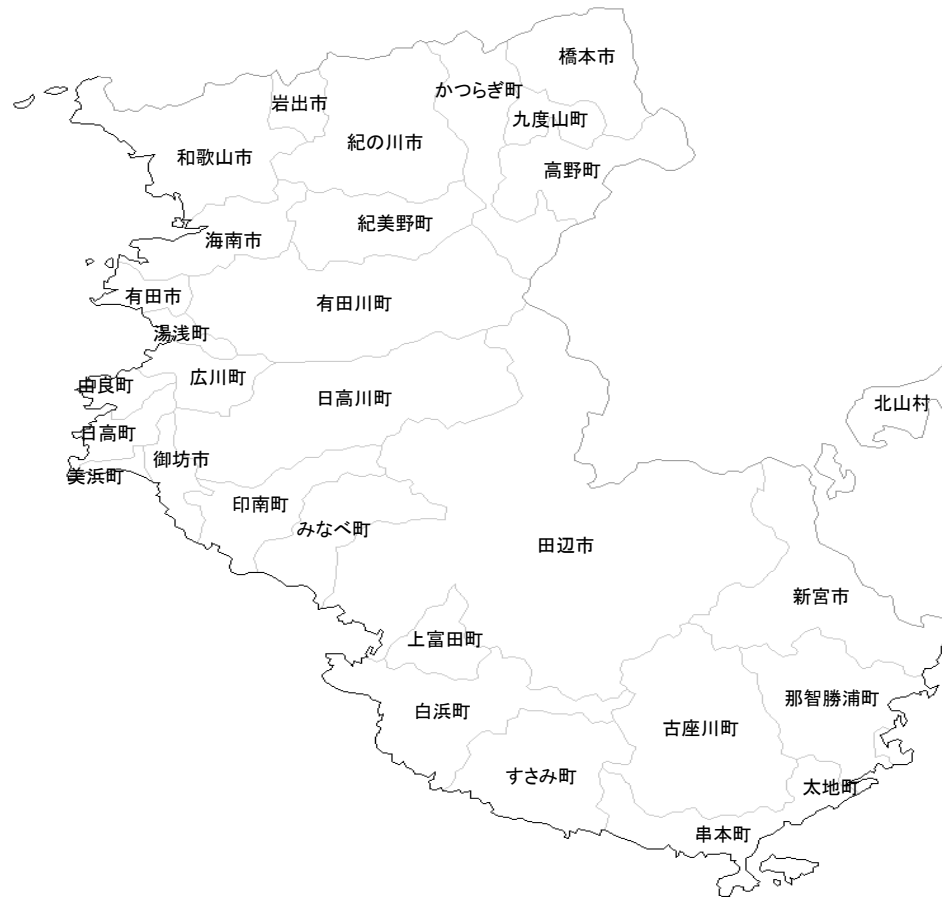 橋本市
かつらぎ町
岩出市
九度山町
紀の川市
和歌山市
高野町
紀美野町
海南市
有田市
有田川町
湯浅町
広川町
由良町
日高川町
北山村
日高町
御坊市
美浜町
印南町
みなべ町
田辺市
新宮市
上富田町
那智勝浦町
白浜町
古座川町
すさみ町
太地町
串本町